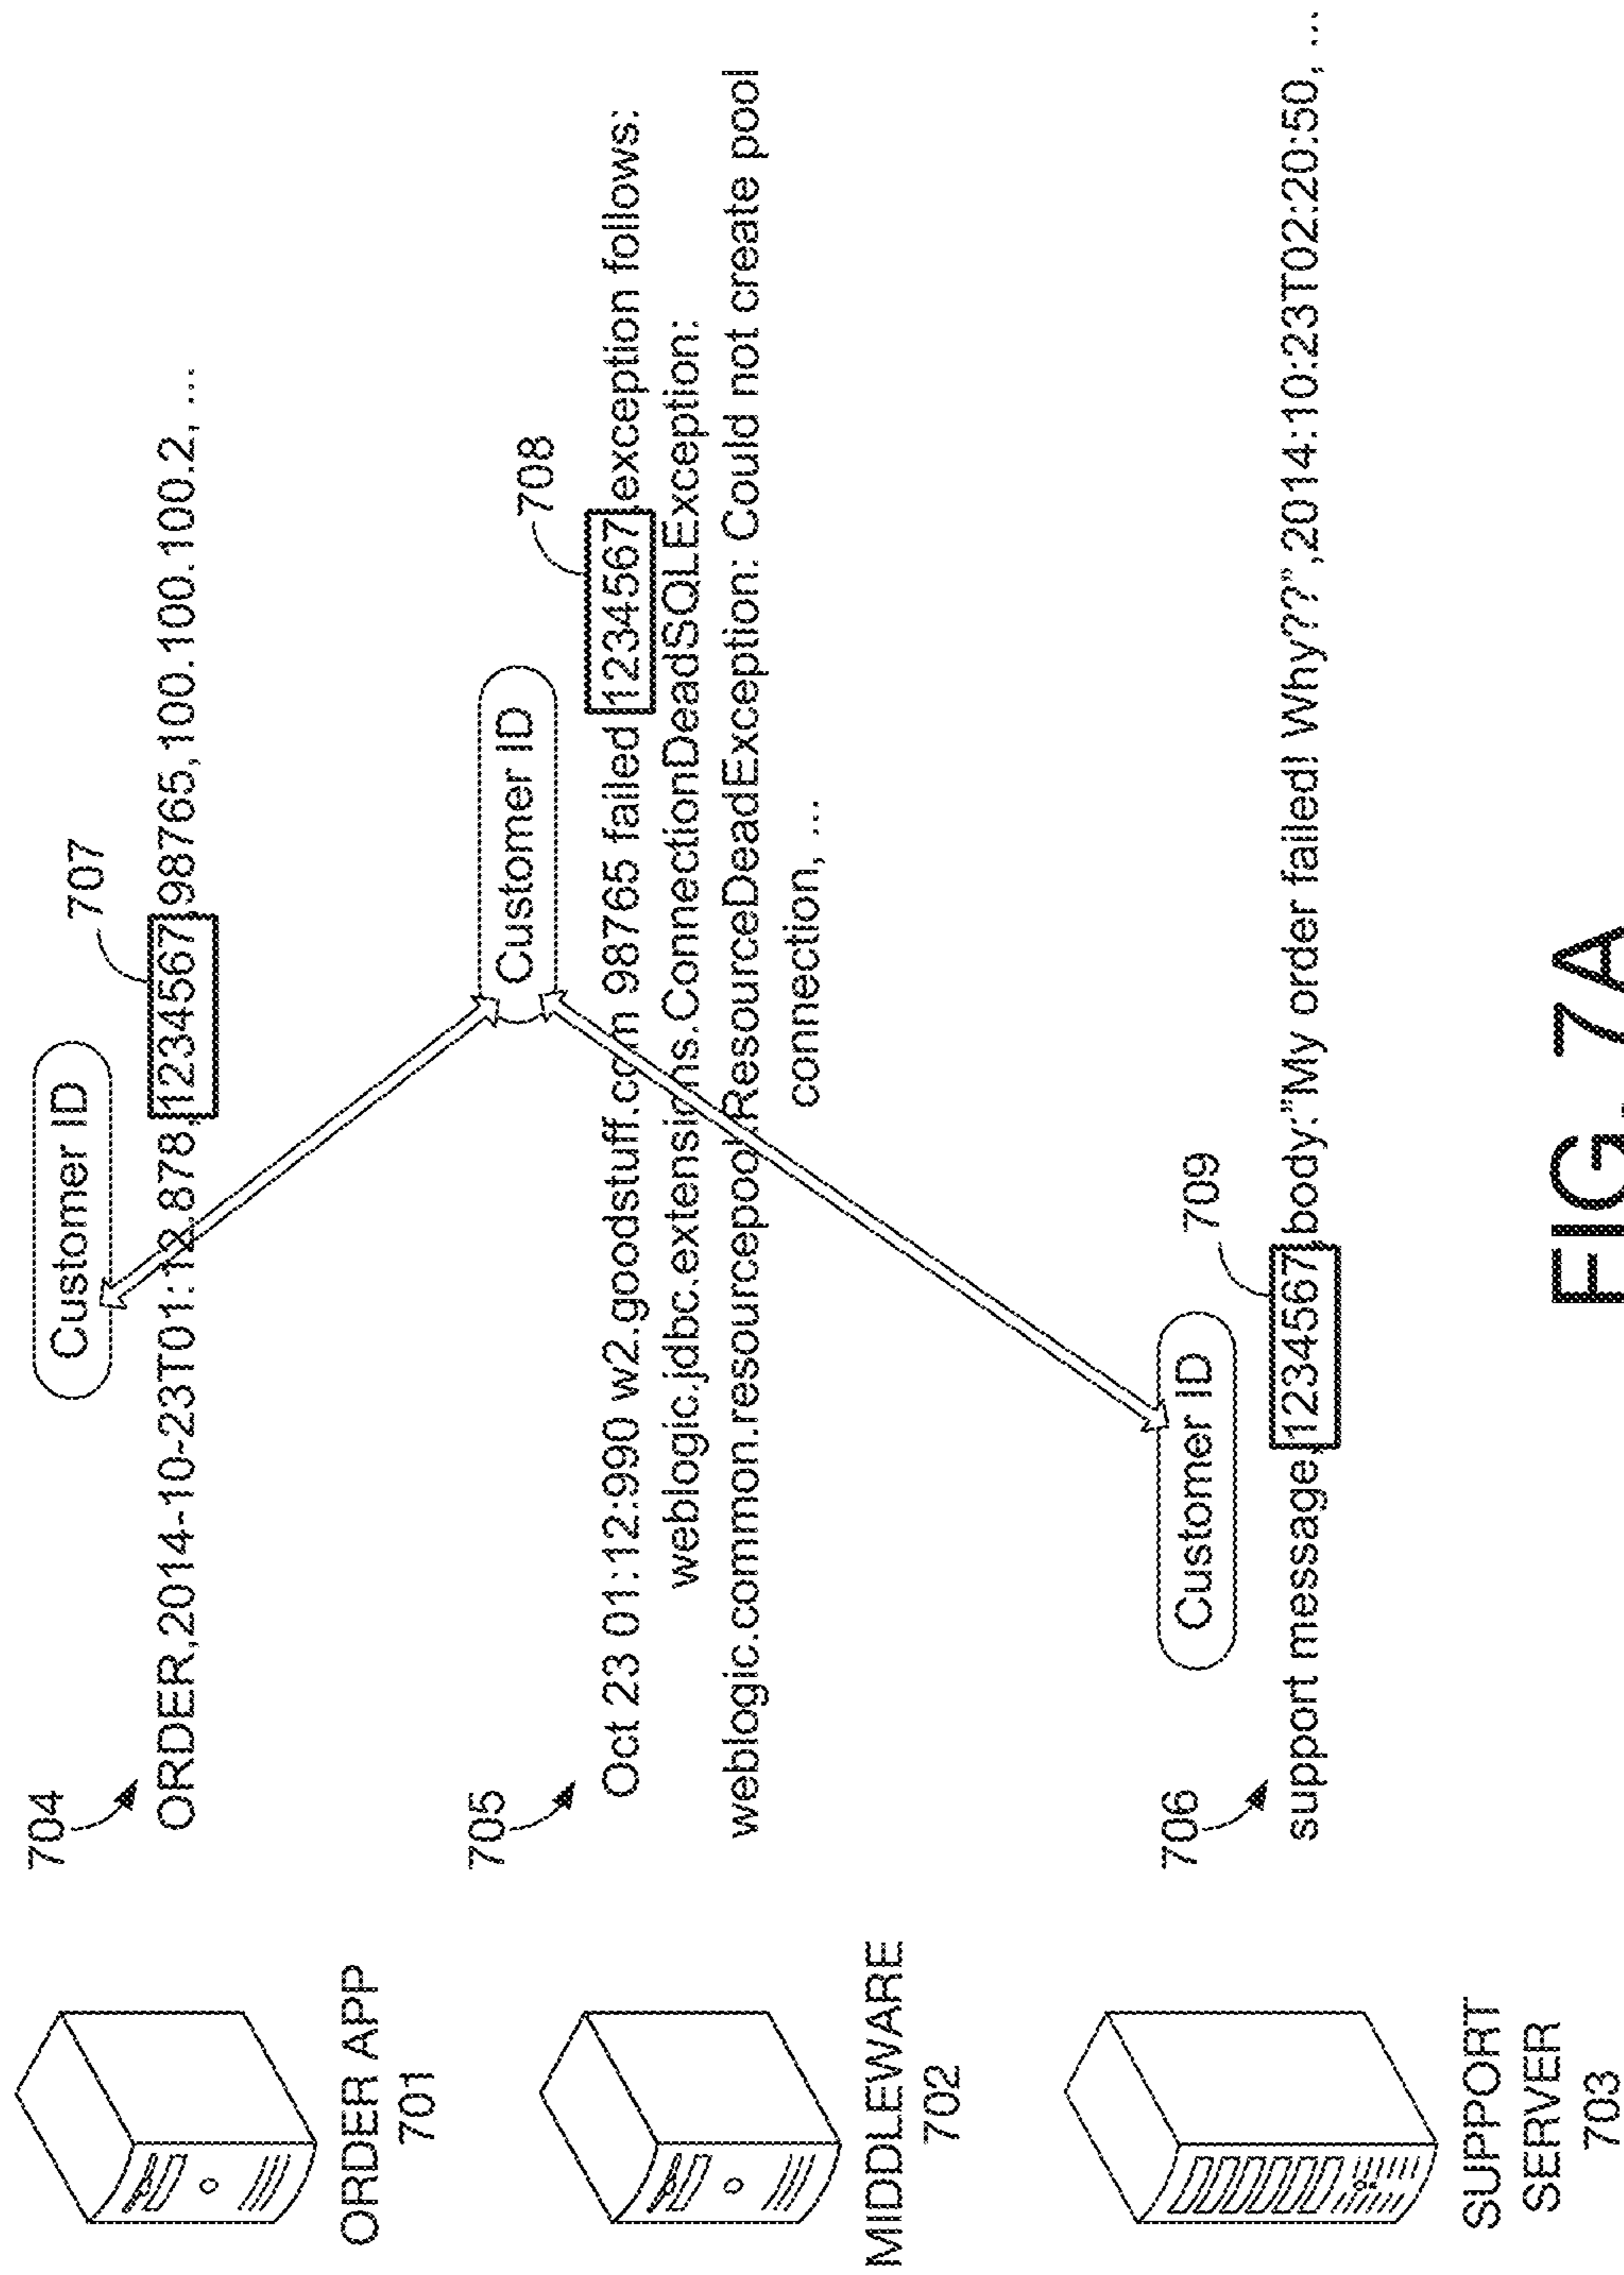 704
Customer ID
707
ORDER,2014-10-23T01:12.878,1234567,98765,100.100.100.2, ...
ORDER APP
701
705
Customer ID
708
Oct 23 01:12:990 w2.goodstuff.com 98765 failed 1234567,exception follows:
weblogic.jdbc.extensions.ConnectionDeadSQLException:
weblogic.common.resourcepool.ResourceDeadException: Could not create pool
connection, ...
MIDDLEWARE
702
706
Customer ID
709
support message,1234567,body:"My order failed! Why??",2014:10:23T02:20:50, ...
SUPPORT
SERVER
703
FIG. 7A